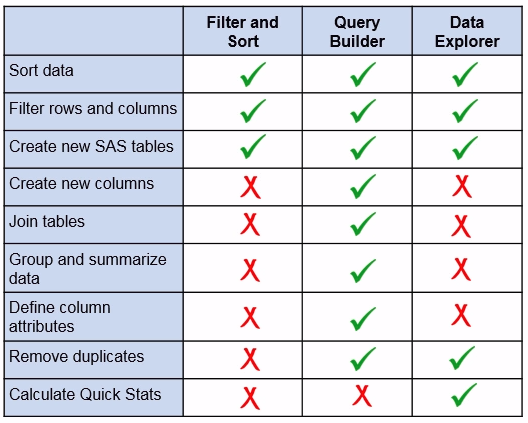 Filter and Sort
Query Builder
Data Explorer
Sort data
Filter rows and columns
Create new SAS tables
Create new columns
Join tables
Group and summarize
data
Define column
attributes
Remove duplicates
Calculate Quick Stats